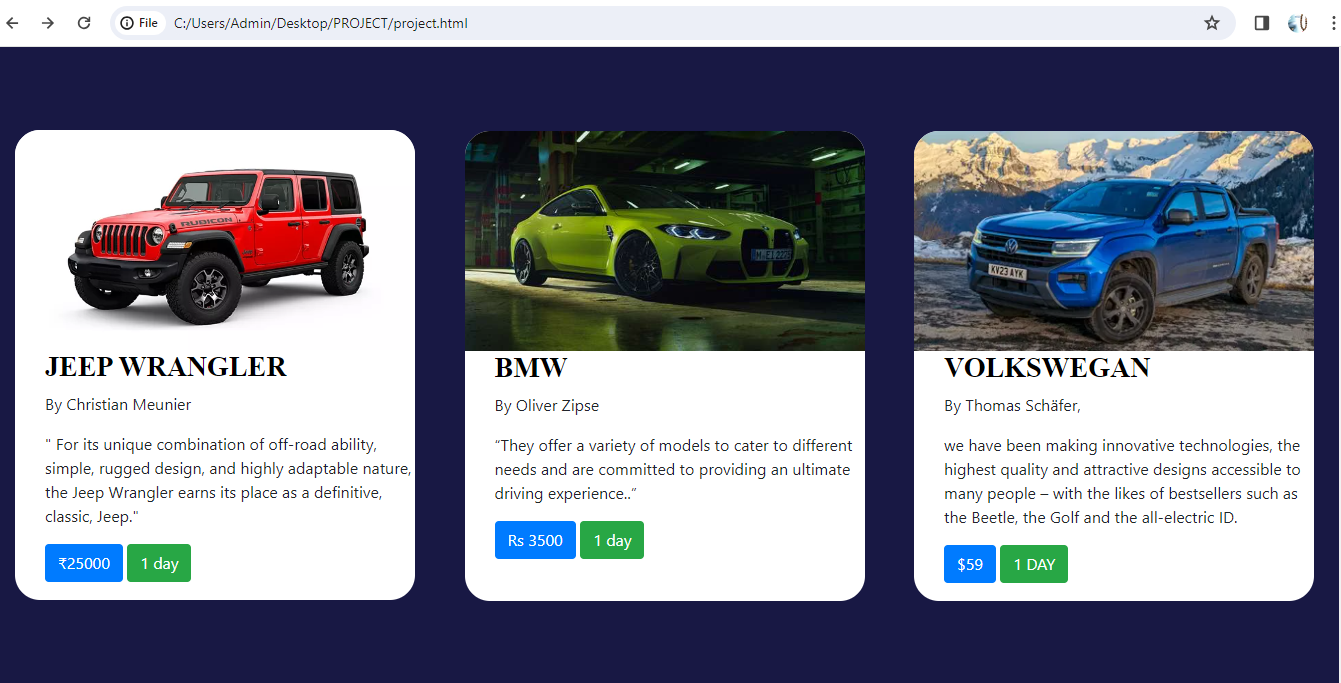 File C:/Users/Admin/Desktop/PROJECT/project.html
RUBICON
JEEP WRANGLER
By Christian Meunier
" For its unique combination of off-road ability,
simple, rugged design, and highly adaptable nature,
the Jeep Wrangler earns its place as a definitive,
classic, Jeep."
₹25000 1 day
BMW
By Oliver Zipse
“They offer a variety of models to cater to different
needs and are committed to providing an ultimate
driving experience..”
Rs 3500 1 day
KV23 AYK
VOLKSWEGAN
By Thomas Schäfer,
we have been making innovative technologies, the
highest quality and attractive designs accessible to
many people – with the likes of bestsellers such as
the Beetle, the Golf and the all-electric ID.
$59 1 DAY